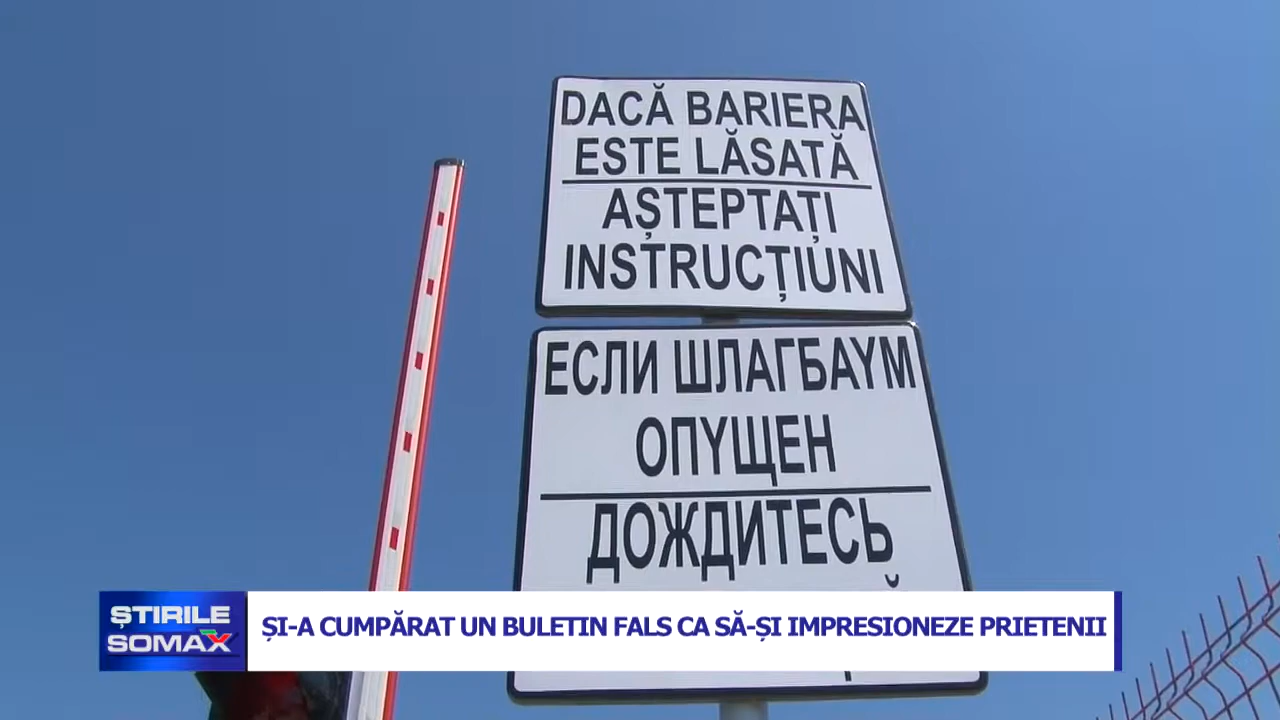 DACĂ BARIERA
ESTE LĂSATĂ
AȘTEPTAȚI
INSTRUCȚIUNI
ЕСЛИ ШЛАГБАУМ
ОПУЩЕН
ДОЖДИТЕСЬ
ȘTIRILE
SOMAX
ȘI-A CUMPĂRAT UN BULETIN FALS CA SĂ-ȘI IMPRESIONEZE PRIETENII